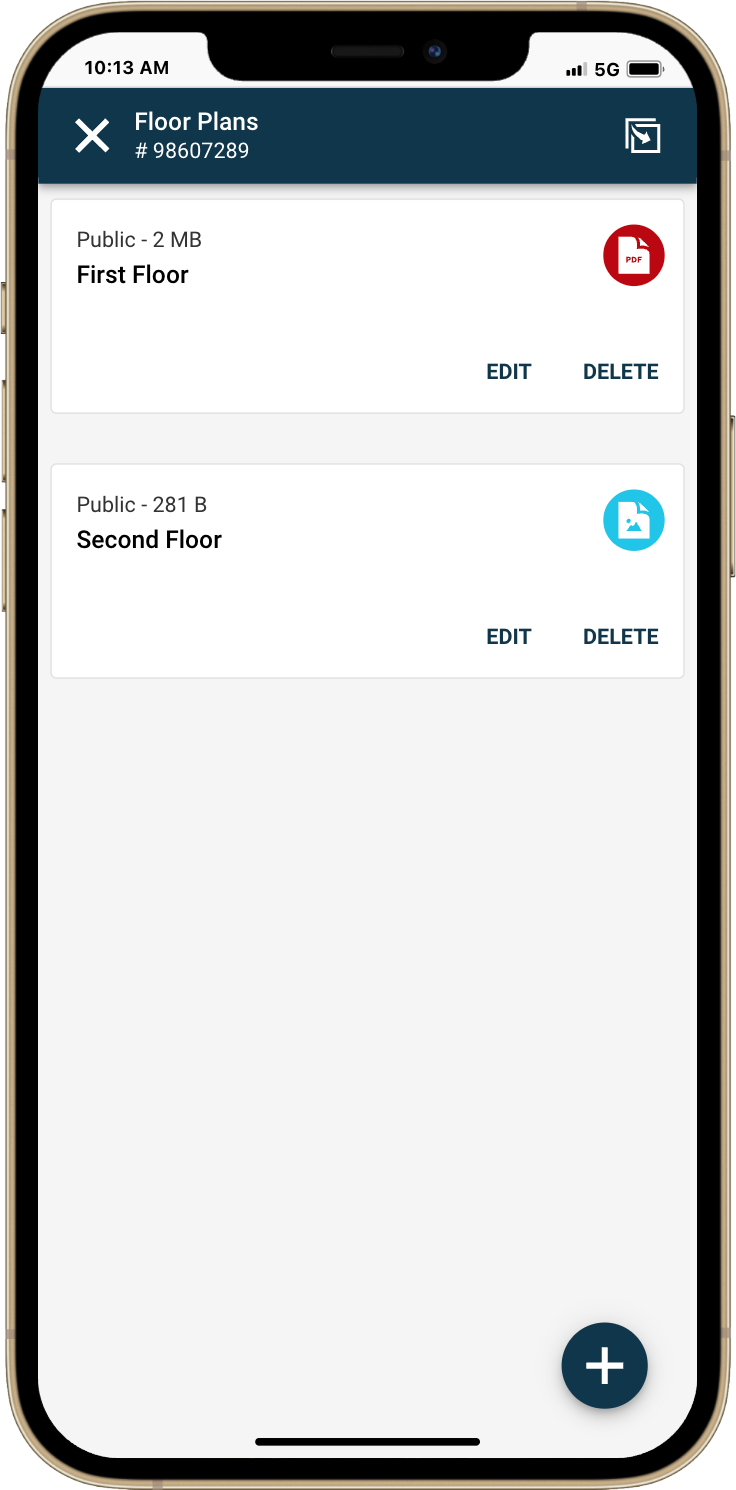 10:13 AM
5G
Floor Plans
# 98607289
Public - 2 MB
PDF
First Floor
EDIT DELETE
Public - 281 B
Second Floor
EDIT DELETE